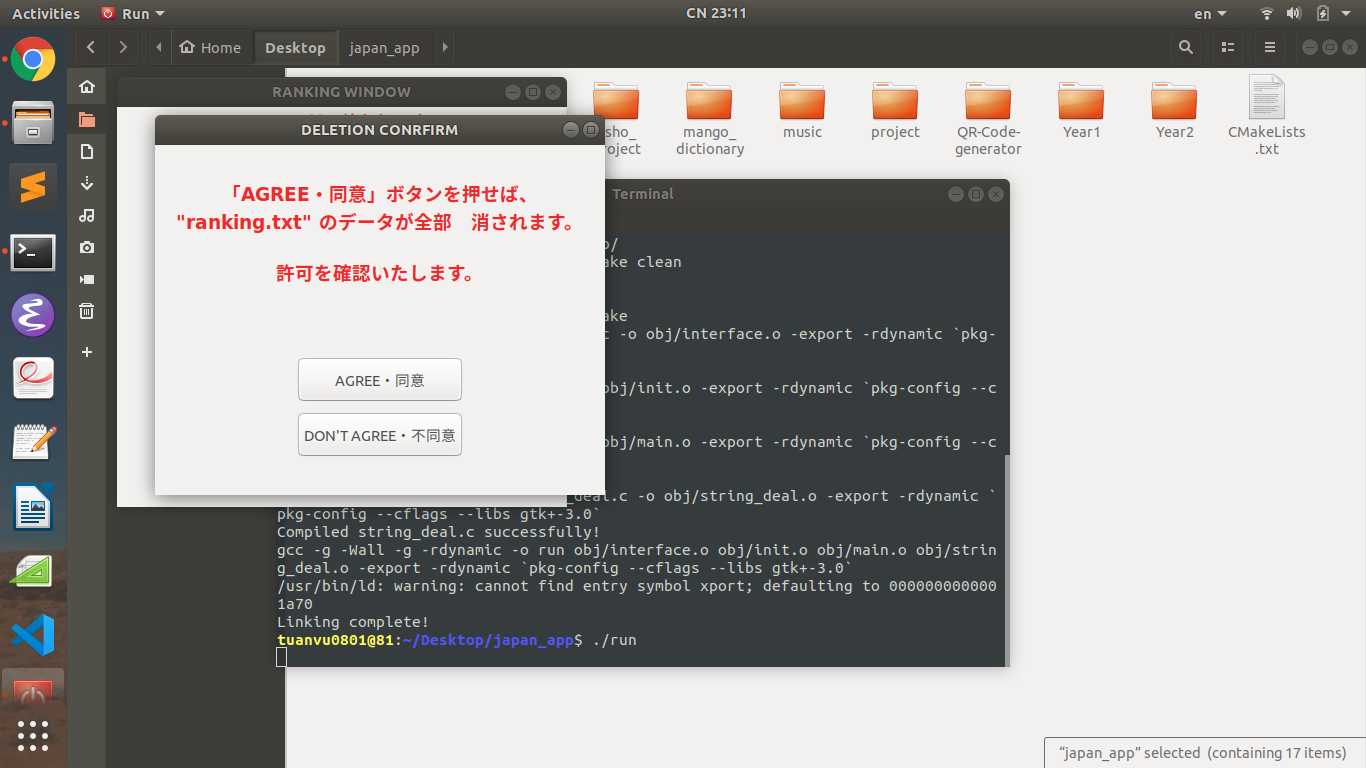 Activities
Run
CN 23:11
en
Home
Desktop
japan_app
RANKING WINDOW
DELETION CONRFIRM
「AGREE・同意」ボタンを押せば、
"ranking.txt" のデータが全部　消されます。
許可を確認いたします。
AGREE・同意
DON'T AGREE・不同意
mango_
dictionary
music
project
QR-Code-
generator
Year1
Year2
CMakeLists
.txt
Terminal
clean
-o obj/interface.o -export -rdynamic `pkg-
obj/init.o -export -rdynamic `pkg-config --c
obj/main.o -export -rdynamic `pkg-config --c
_deal.c -o obj/string_deal.o -export -rdynamic `
pkg-config --cflags --libs gtk+-3.0`
Compiled string_deal.c successfully!
gcc -g -Wall -g -rdynamic -o run obj/interface.o obj/init.o obj/main.o obj/strin
g_deal.o -export -rdynamic `pkg-config --cflags --libs gtk+-3.0`
/usr/bin/ld: warning: cannot find entry symbol xport; defaulting to 000000000000
1a70
Linking complete!
tuanvu0801@81:~/Desktop/japan_app$ ./run
“japan_app” selected (containing 17 items)